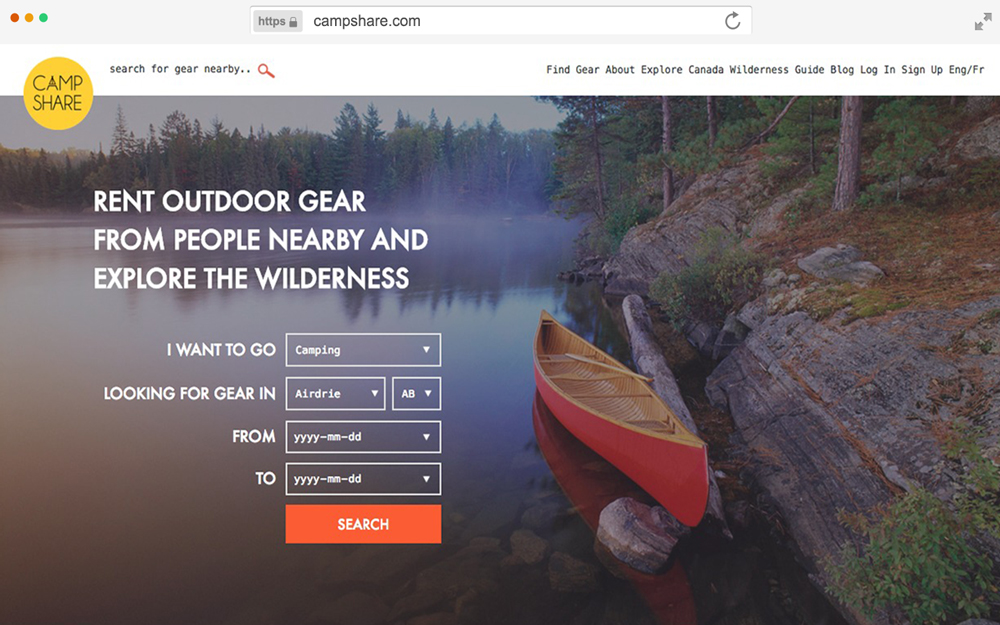 https campshare.com
CAMP
SHARE
search for gear nearby..
Find Gear About Explore Canada Wilderness Guide Blog Log In Sign Up Eng/Fr
RENT OUTDOOR GEAR
FROM PEOPLE NEARBY AND
EXPLORE THE WILDERNESS
I WANT TO GO Camping
LOOKING FOR GEAR IN Airdrie AB
FROM yyyy-mm-dd
TO yyyy-mm-dd
SEARCH